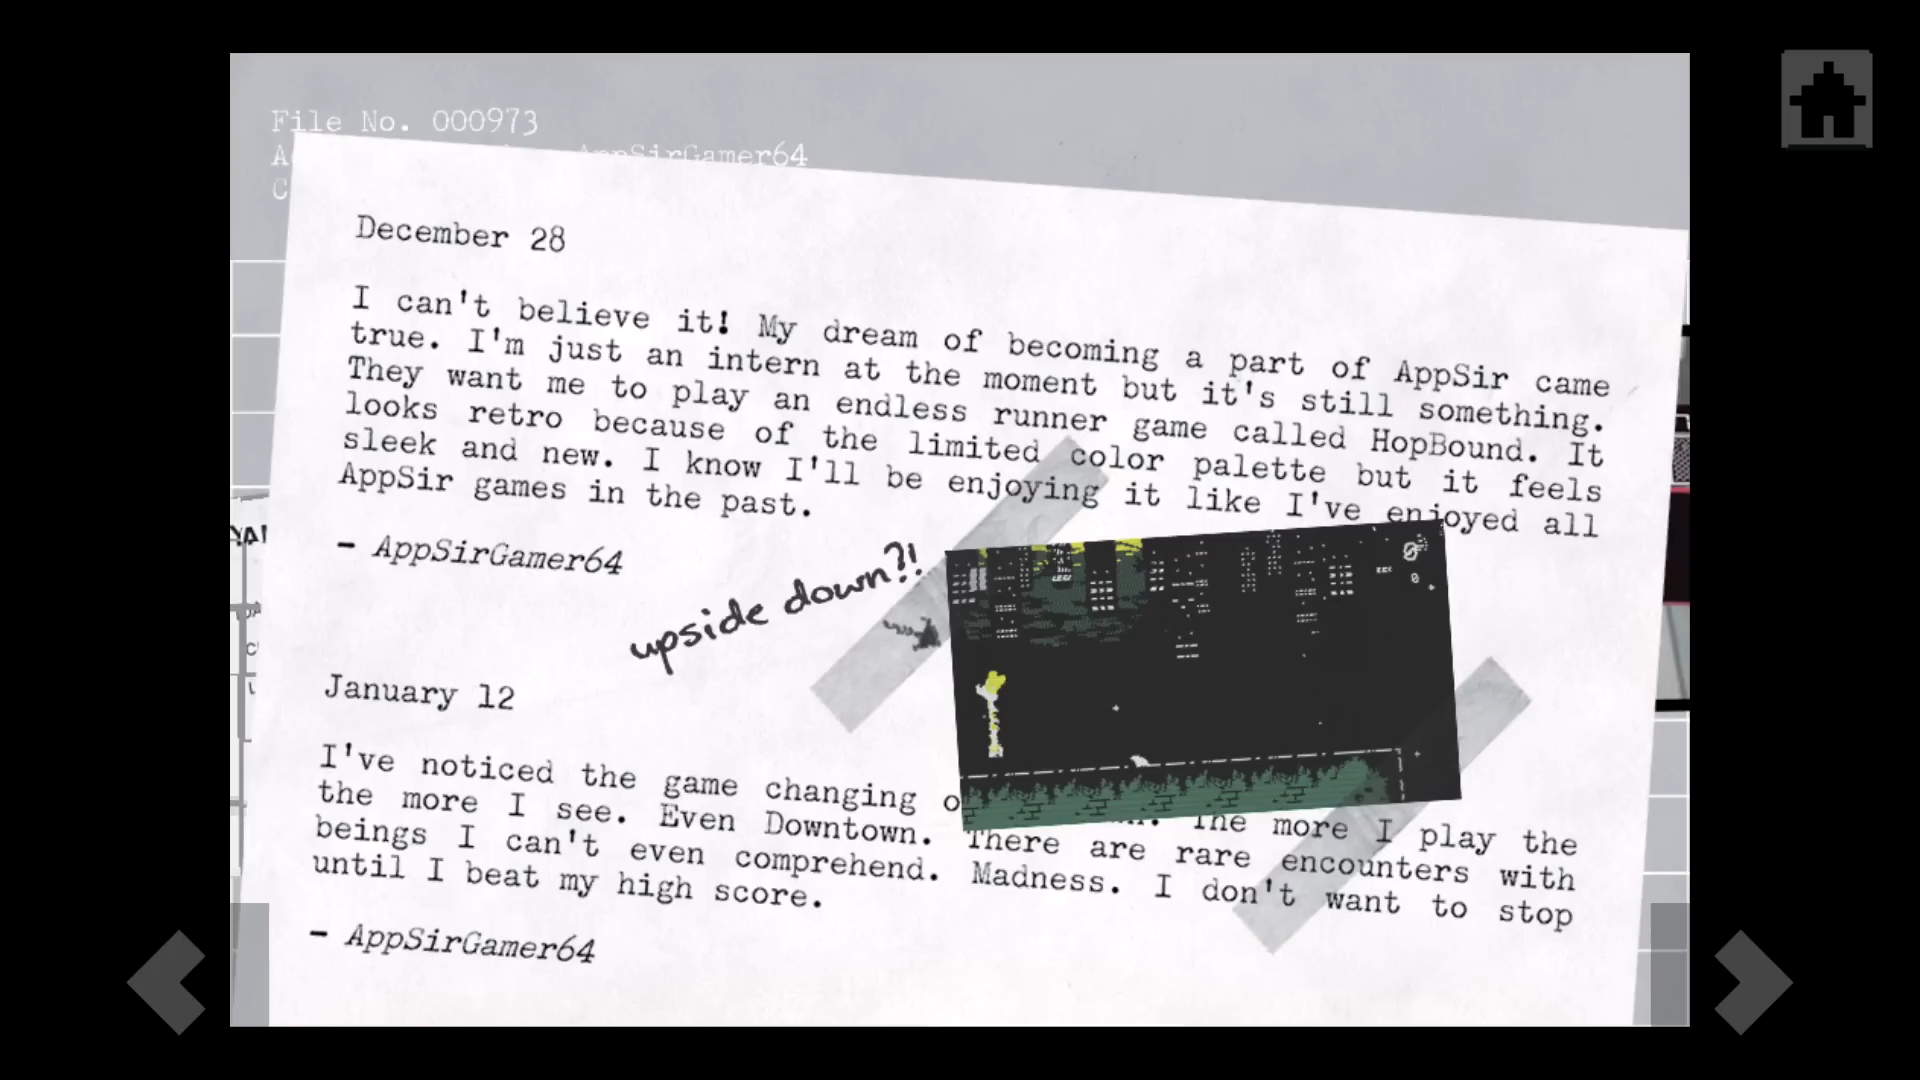 File No. 000973
AppSirGamer64
December 28
I can't believe it! My dream of becoming a part of AppSir came
true. I'm just an intern at the moment but it's still something.
They want me to play an endless runner game called HopBound. It
looks retro because of the limited color palette but it feels
sleek and new. I know I'll be enjoying it like I've enjoyed all
AppSir games in the past.
- AppSirGamer64
upside down?!
January 12
I've noticed the game changing
The more I play the
the more I see. Even Downtown. There are rare encounters with
beings I can't even comprehend. Madness. I don't want to stop
until I beat my high score.
- AppSirGamer64